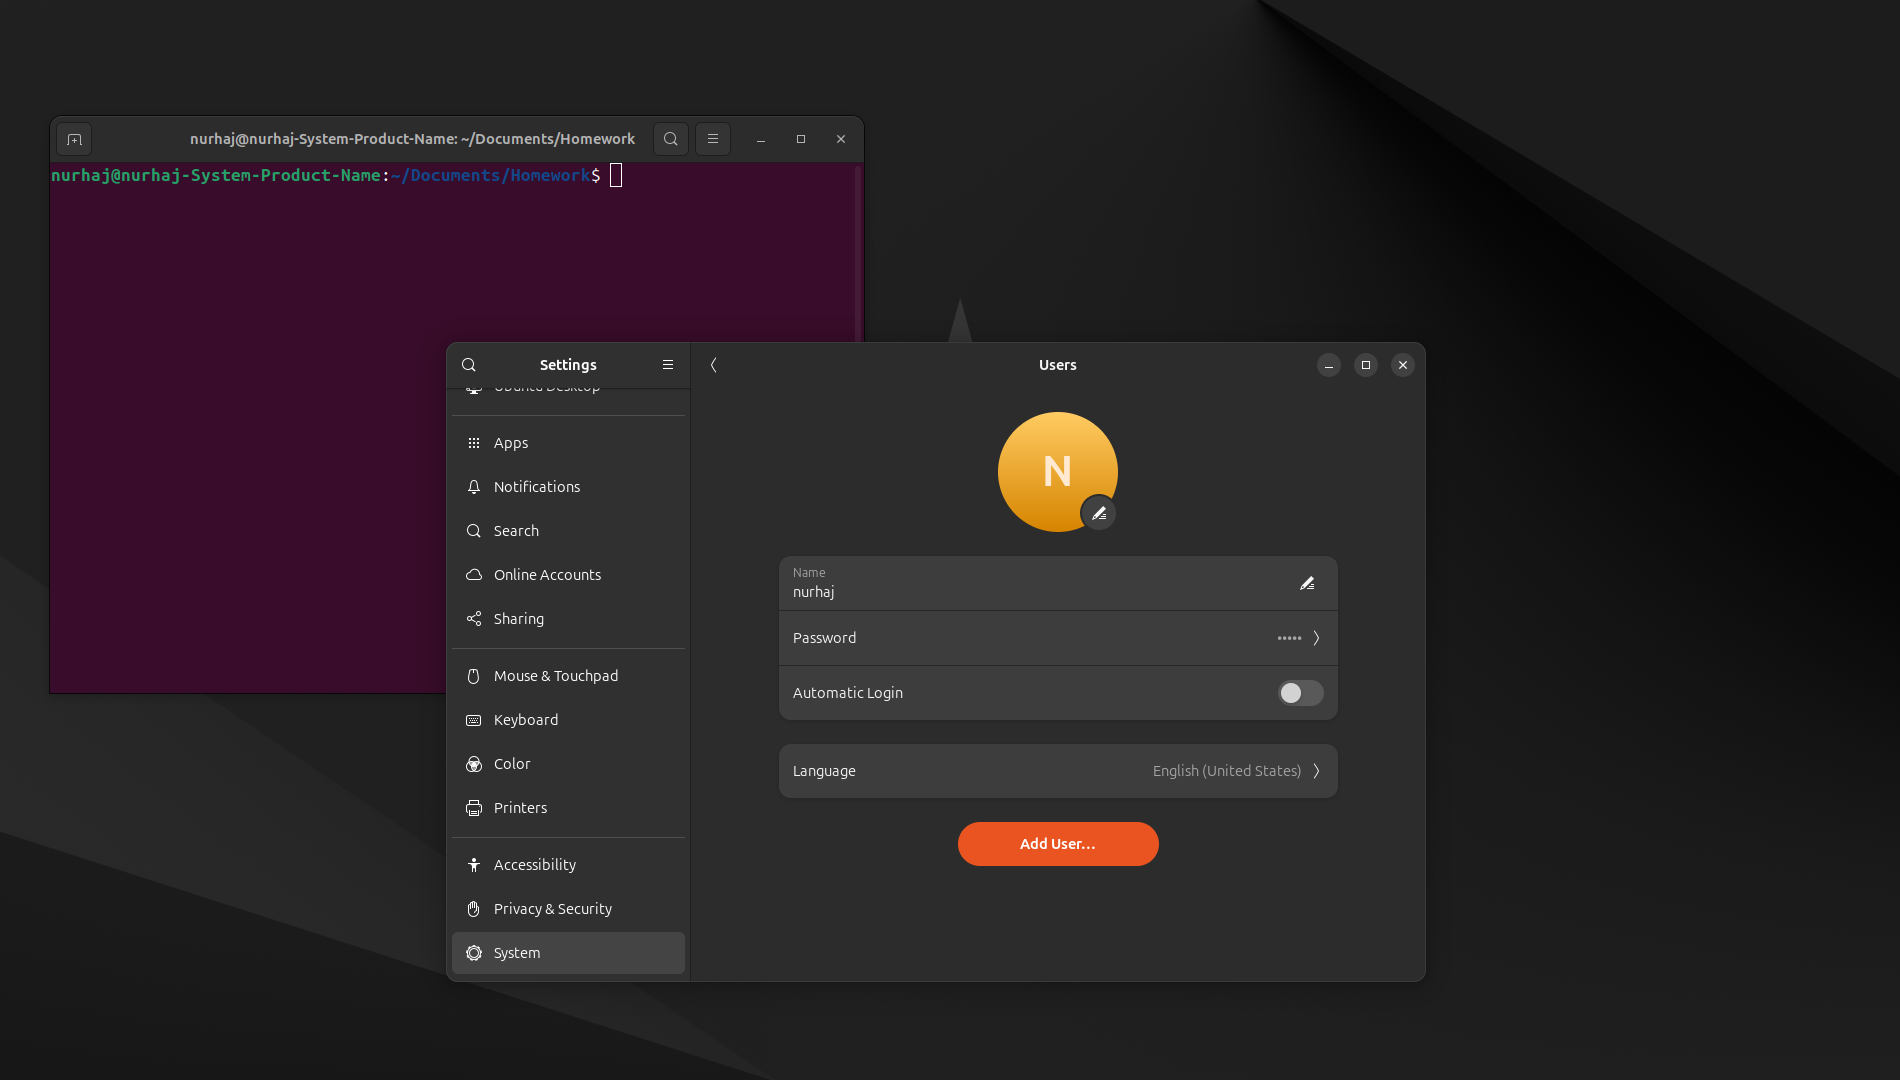 nurhaj@nurhaj-System-Product-Name: ~/Documents/Homework
nurhaj@nurhaj-System-Product-Name:~/Documents/Homework$
Settings
Ubuntu Desktop
Apps
Notifications
Search
Online Accounts
Sharing
Mouse & Touchpad
Keyboard
Color
Printers
Accessibility
Privacy & Security
System
Users
N
Name
nurhaj
Password •••••
Automatic Login
Language English (United States)
Add User...